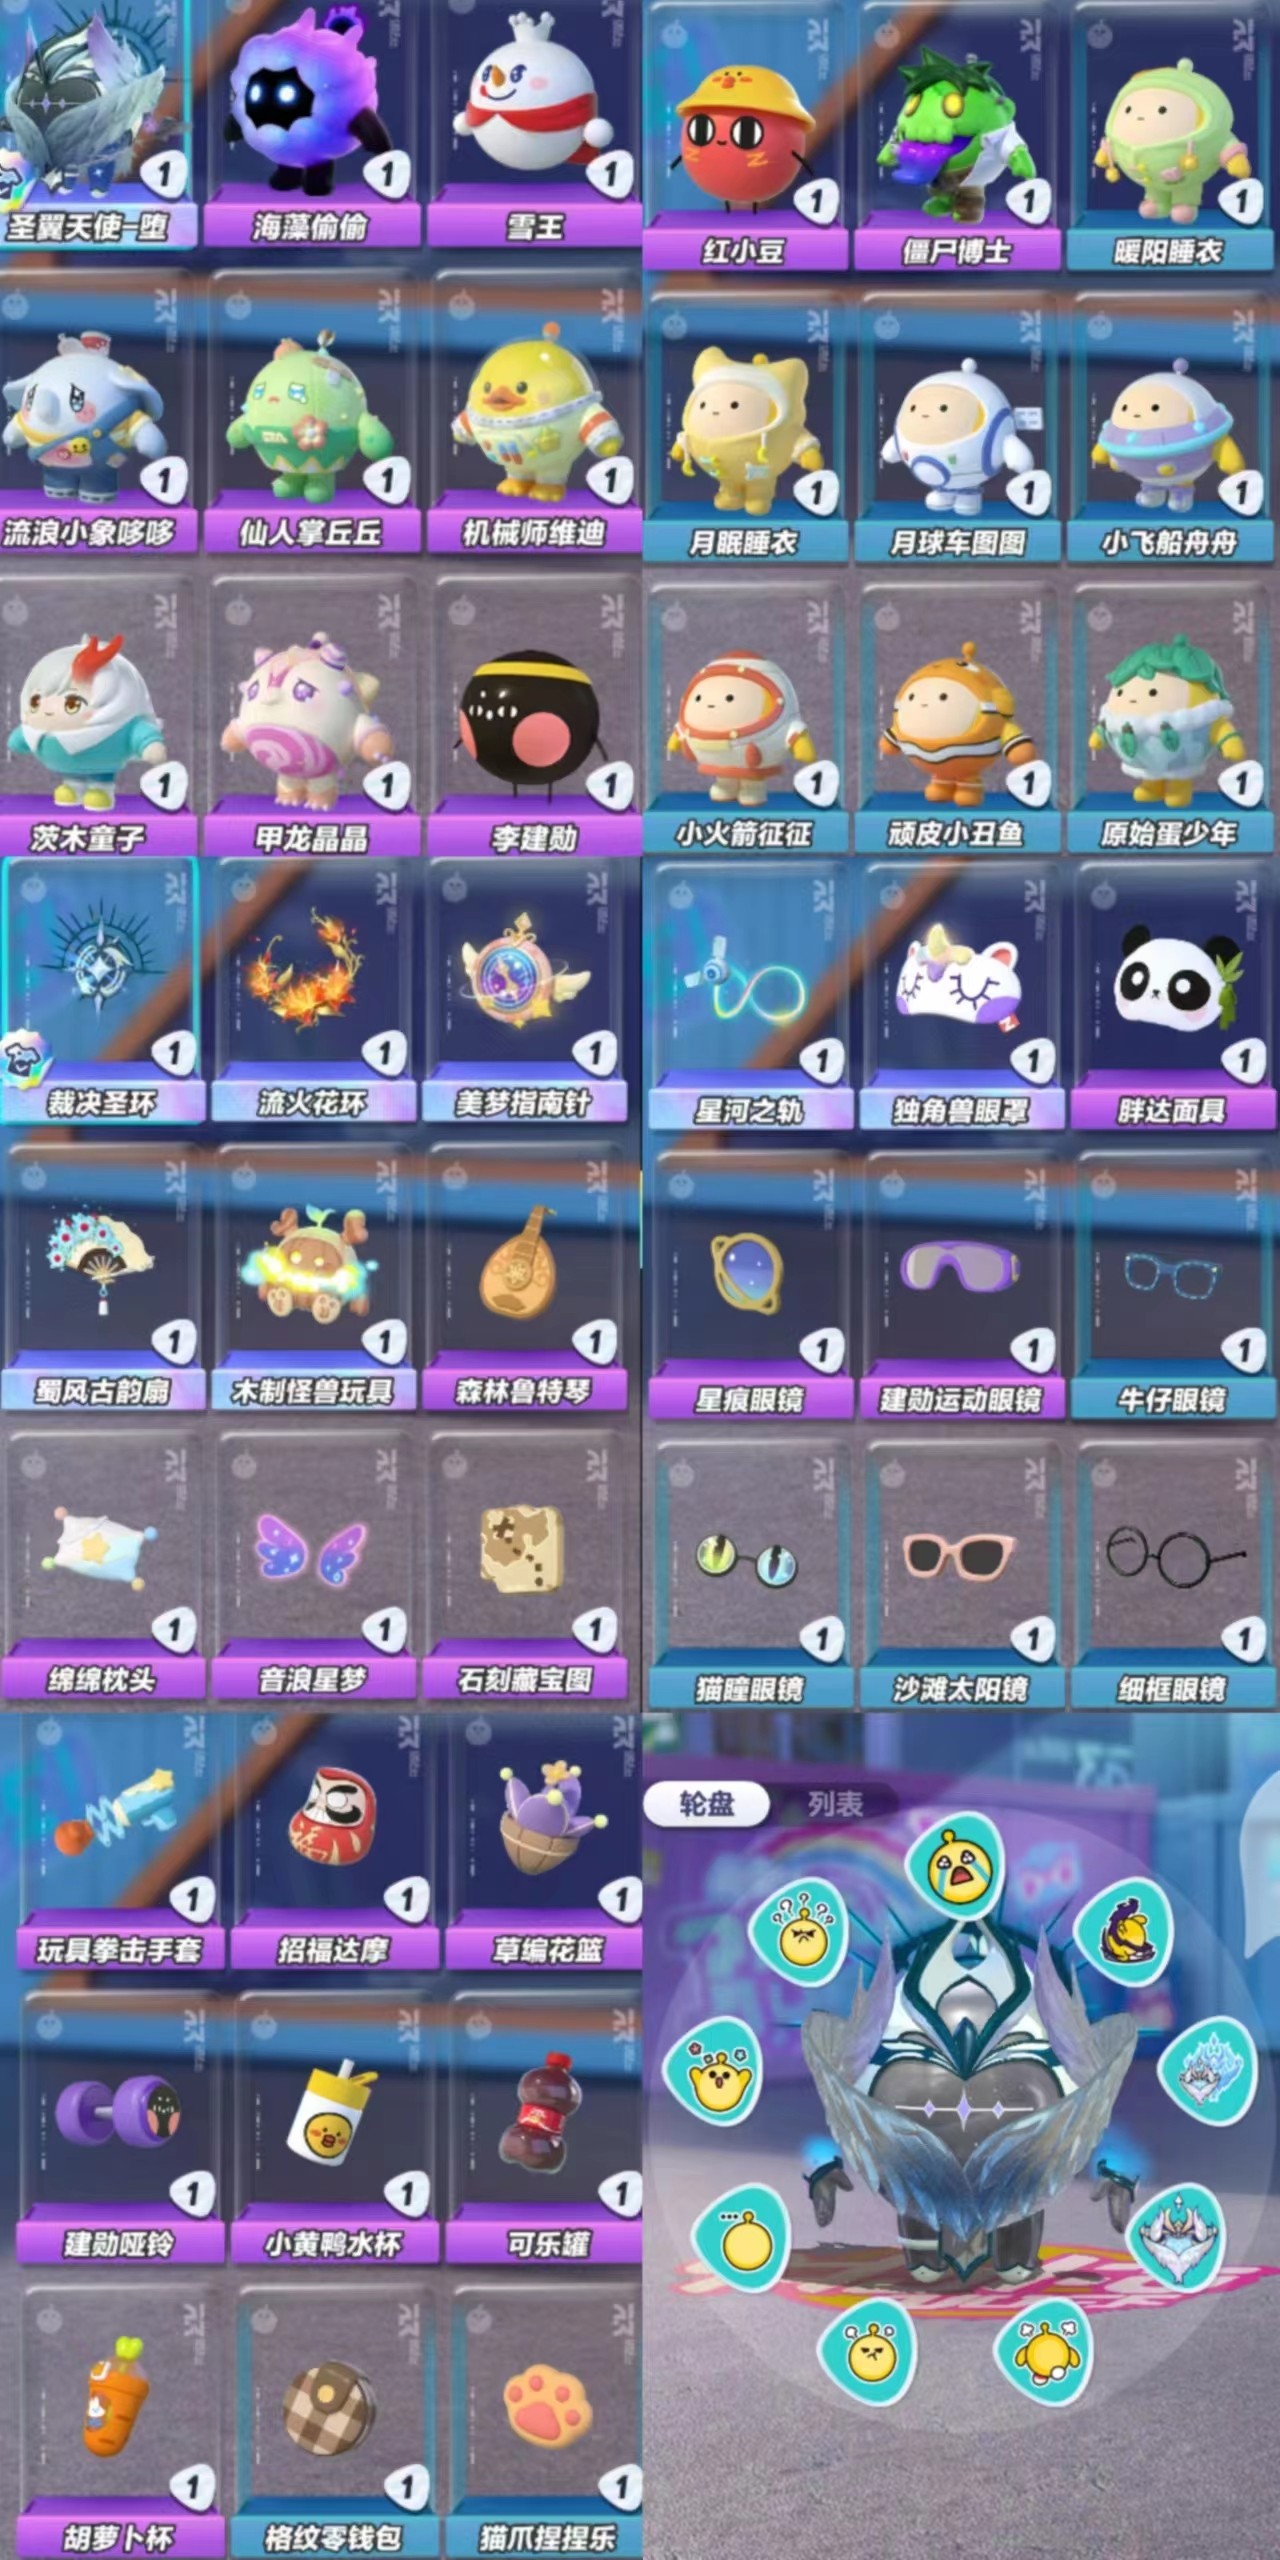 1
1
1
圣翼天使-堕
海藻偷偷
雪王
1
1
1
流浪小象哆哆
仙人掌丘丘
机械师维迪
1
1
1
茨木童子
甲龙晶晶
李建勋
1
1
1
红小豆
僵尸博士
暖阳睡衣
1
1
1
月眠睡衣
月球车图图
小飞船舟舟
1
1
1
小火箭征征
顽皮小丑鱼
原始蛋少年
1
1
1
裁决圣环
流火花环
美梦指南针
1
1
1
蜀风古韵扇
木制怪兽玩具
森林鲁特琴
1
1
1
绵绵枕头
音浪星梦
石刻藏宝图
1
1
1
星河之轨
独角兽眼罩
胖达面具
1
1
1
星痕眼镜
建勋运动眼镜
牛仔眼镜
1
1
1
猫瞳眼镜
沙滩太阳镜
细框眼镜
1
1
1
玩具拳击手套
招福达摩
草编花篮
1
1
1
建勋哑铃
小黄鸭水杯
可乐罐
1
1
1
胡萝卜杯
格纹零钱包
猫爪捏捏乐
轮盘
列表